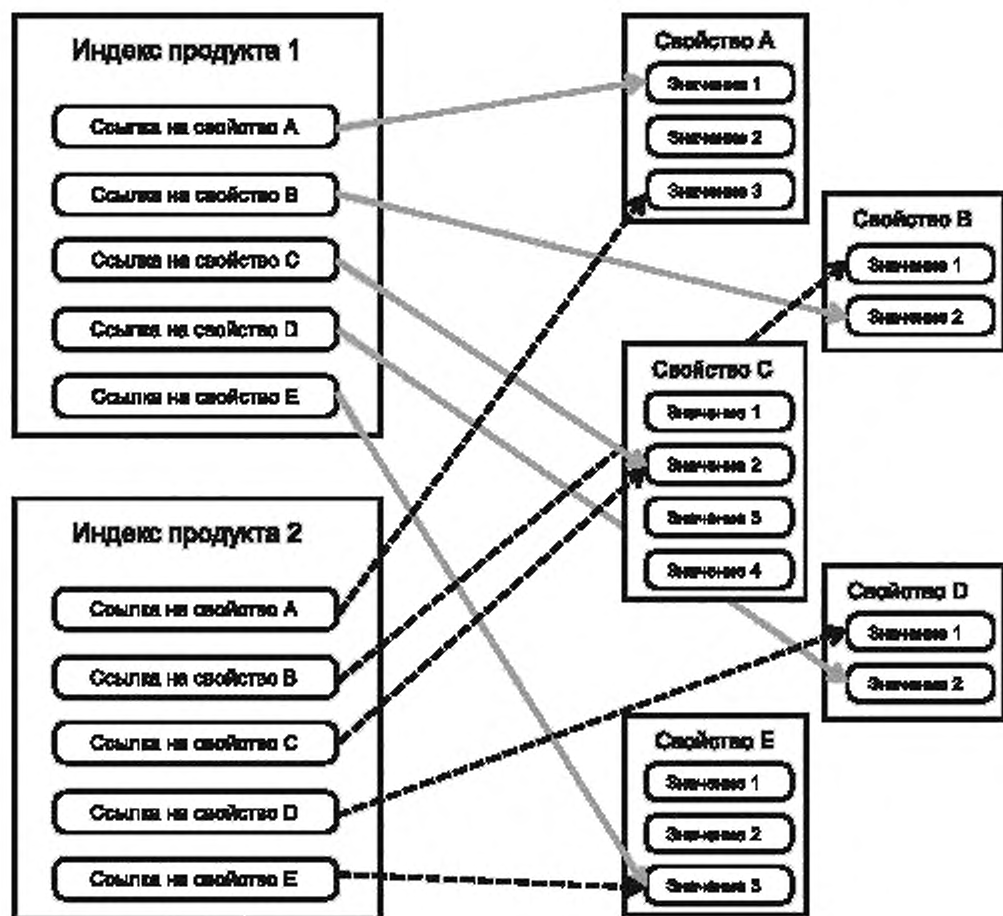 Индекс продукта 1
Ссылка на свойство A
Ссылка на свойство B
Ссылка на свойство C
Ссылка на свойство D
Ссылка на свойство E
Индекс продукта 2
Ссылка на свойство A
Ссылка на свойство B
Ссылка на свойство C
Ссылка на свойство D
Ссылка на свойство E
Свойство A
Значение 1
Значение 2
Значение 3
Свойство B
Значение 1
Значение 2
Свойство C
Значение 1
Значение 2
Значение 3
Значение 4
Свойство D
Значение 1
Значение 2
Свойство E
Значение 1
Значение 2
Значение 3